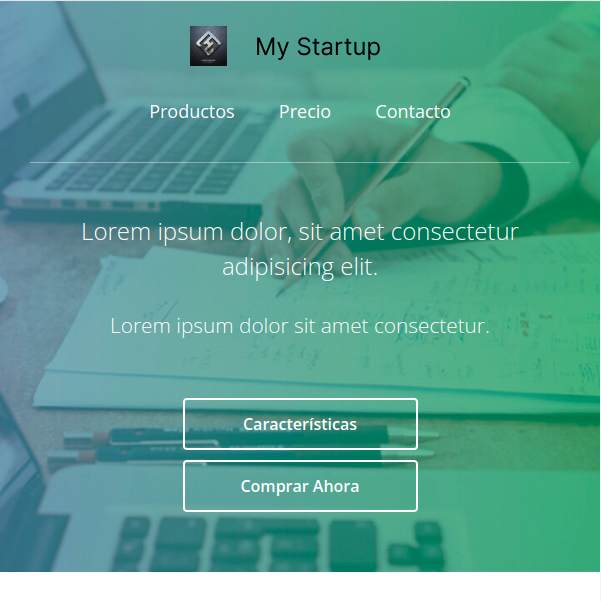 My Startup
Productos Precio Contacto
Lorem ipsum dolor, sit amet consectetur
adipisicing elit.
Lorem ipsum dolor sit amet consectetur.
Características
Comprar Ahora